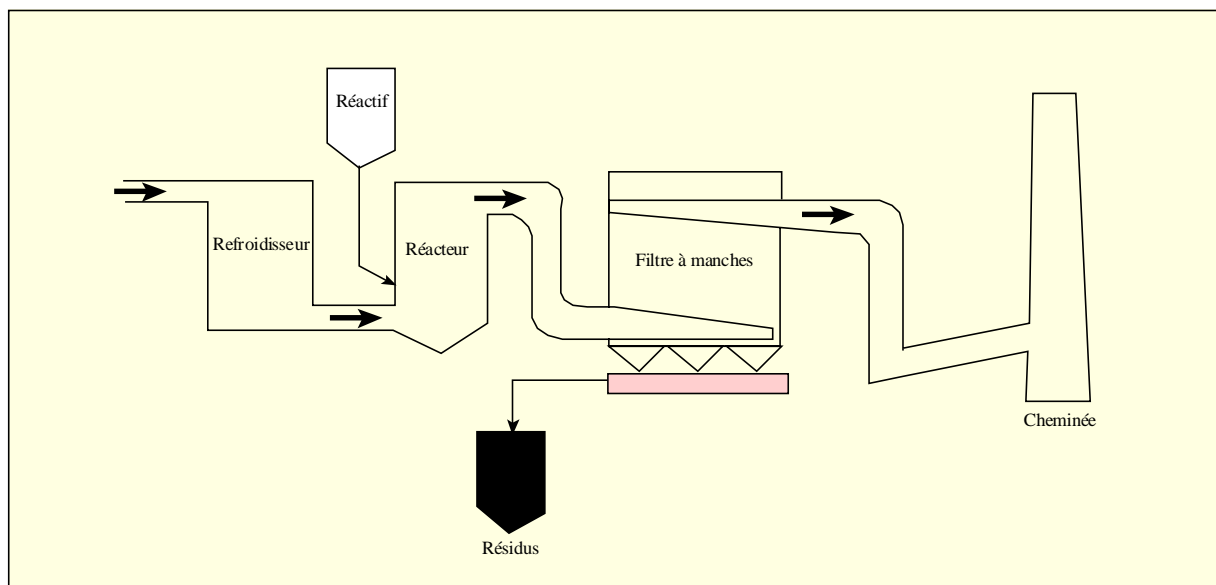 Réactif
Refroidisseur
Réacteur
Filtre à manches
Cheminée
Résidus